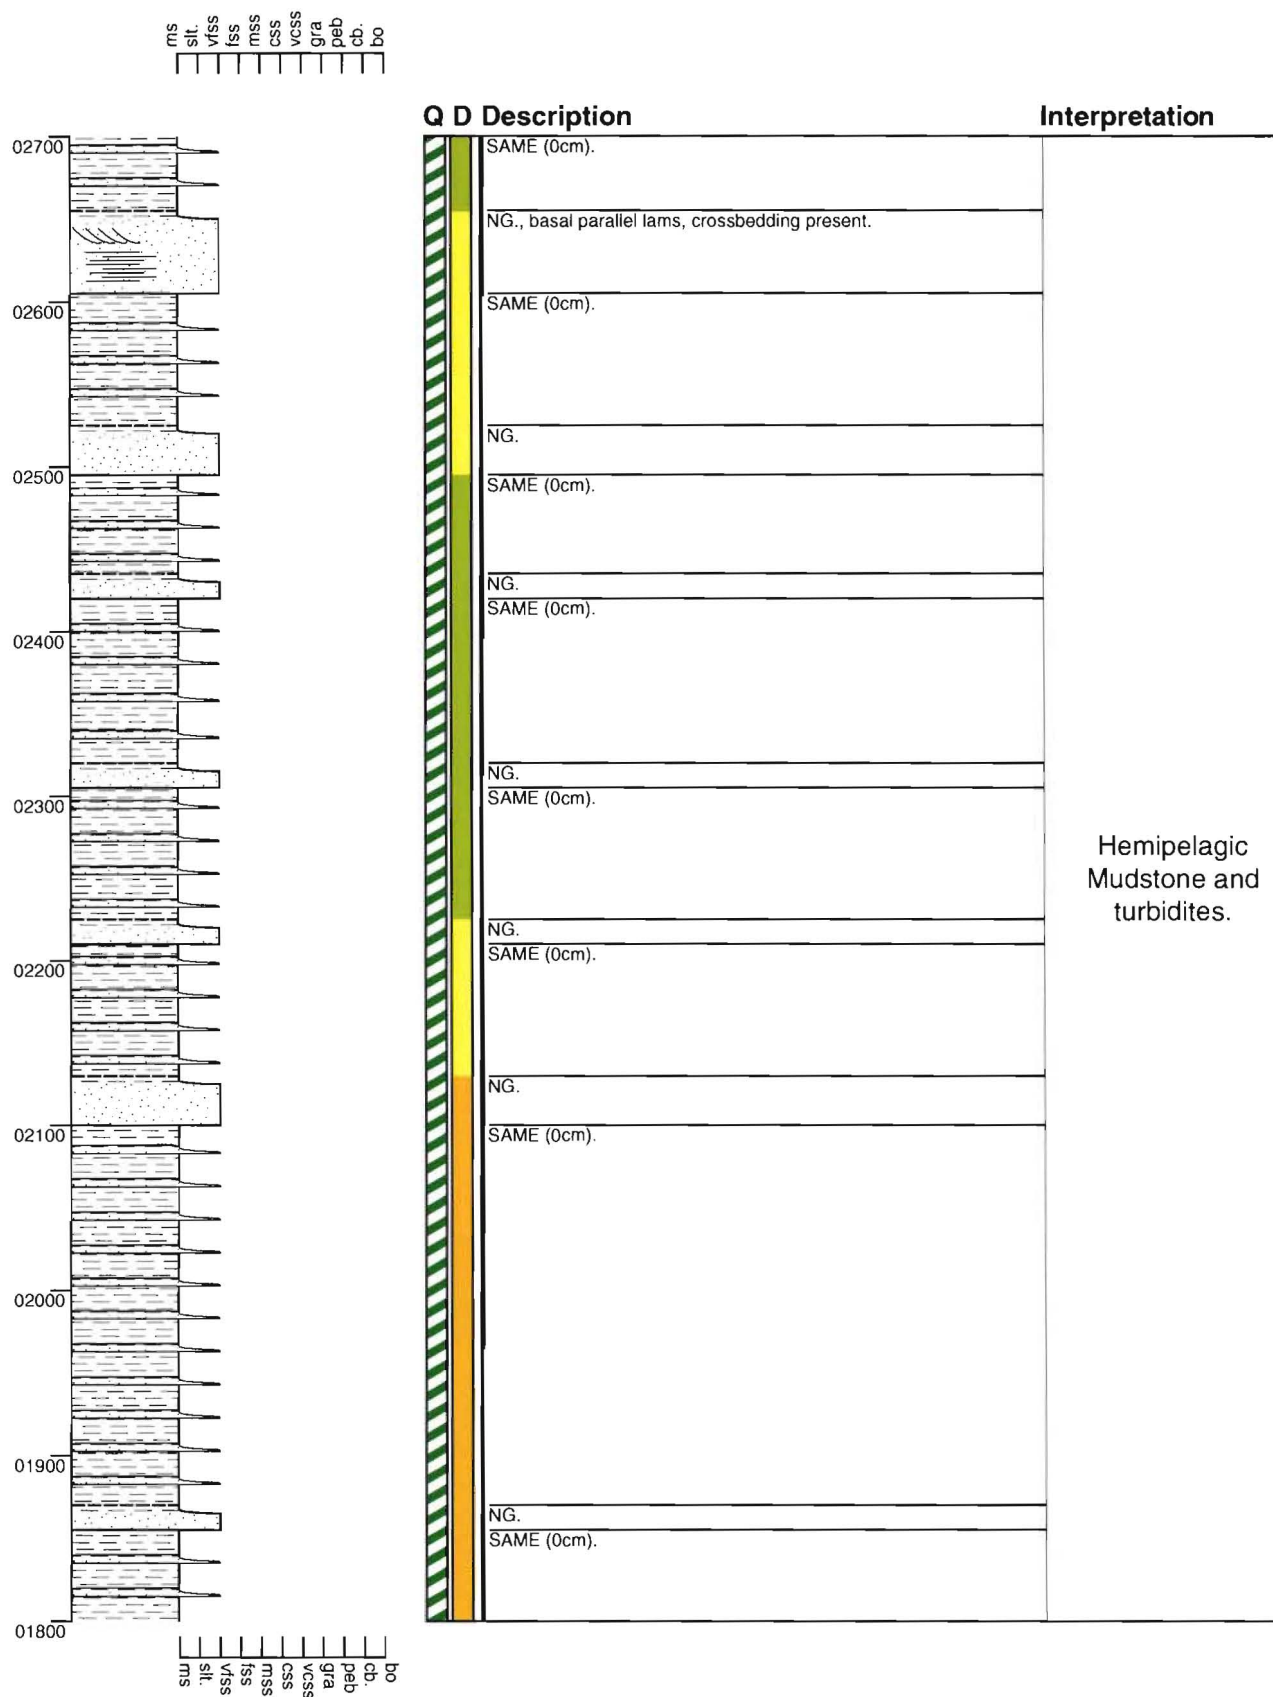 ms slt. vfss fss mss css vcss gra peb cb. bo
Q D Description Interpretation
02700
SAME (0cm).
NG., basal parallel lams, crossbedding present.
SAME (0cm).
02600
NG.
02500
SAME (0cm).
NG.
SAME (0cm).
02400
NG.
SAME (0cm).
02300
Hemipelagic
Mudstone and
turbidites.
NG.
SAME (0cm).
02200
NG.
02100
SAME (0cm).
02000
01900
NG.
SAME (0cm).
01800
ms slt. vfss fss mss css vcss gra peb cb. bo